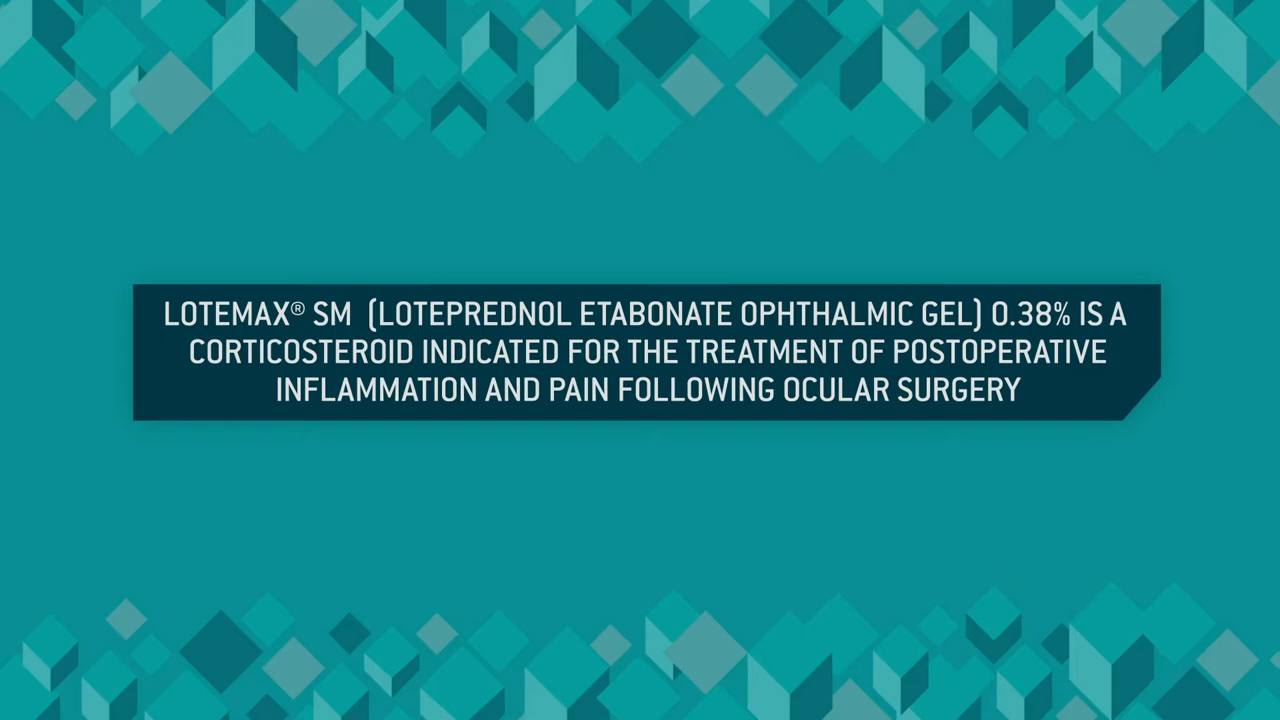 LOTEMAX® SM (LOTEPREDNOL ETABONATE OPHTHALMIC GEL) 0.38% IS A
CORTICOSTEROID INDICATED FOR THE TREATMENT OF POSTOPERATIVE
INFLAMMATION AND PAIN FOLLOWING OCULAR SURGERY